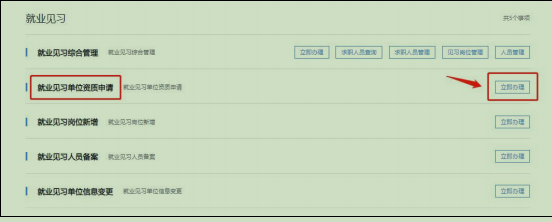 就业见习 共5个事项
就业见习综合管理 就业见习综合管理 立即办理 求职人员查询 求职人员管理 见习岗位管理 人员管理
就业见习单位资质申请 就业见习单位资质申请 立即办理
就业见习岗位新增 就业见习岗位新增 立即办理
就业见习人员备案 就业见习人员备案 立即办理
就业见习单位信息变更 就业见习单位信息变更 立即办理